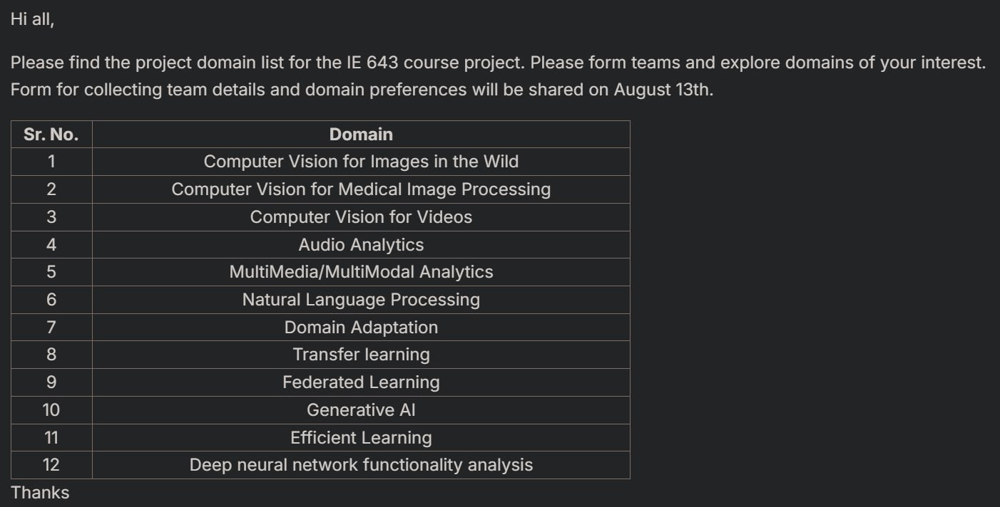 Hi all,
Please find the project domain list for the IE 643 course project. Please form teams and explore domains of your interest.
Form for collecting team details and domain preferences will be shared on August 13th.
Sr. No. Domain
1 Computer Vision for Images in the Wild
2 Computer Vision for Medical Image Processing
3 Computer Vision for Videos
4 Audio Analytics
5 MultiMedia/MultiModal Analytics
6 Natural Language Processing
7 Domain Adaptation
8 Transfer learning
9 Federated Learning
10 Generative AI
11 Efficient Learning
12 Deep neural network functionality analysis
Thanks